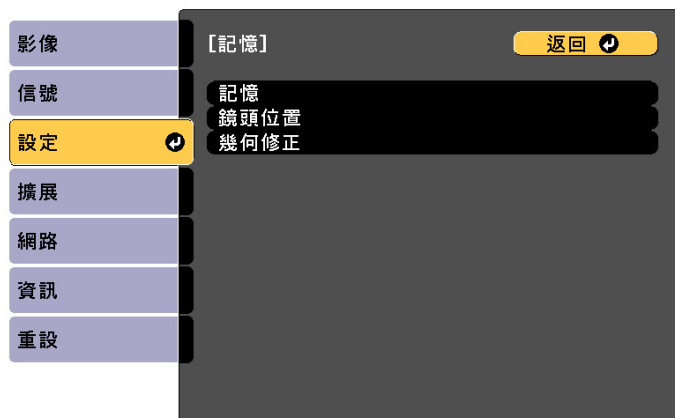 影像
信號
設定
擴展
網路
資訊
重設
[記憶]
返回
記憶
鏡頭位置
幾何修正